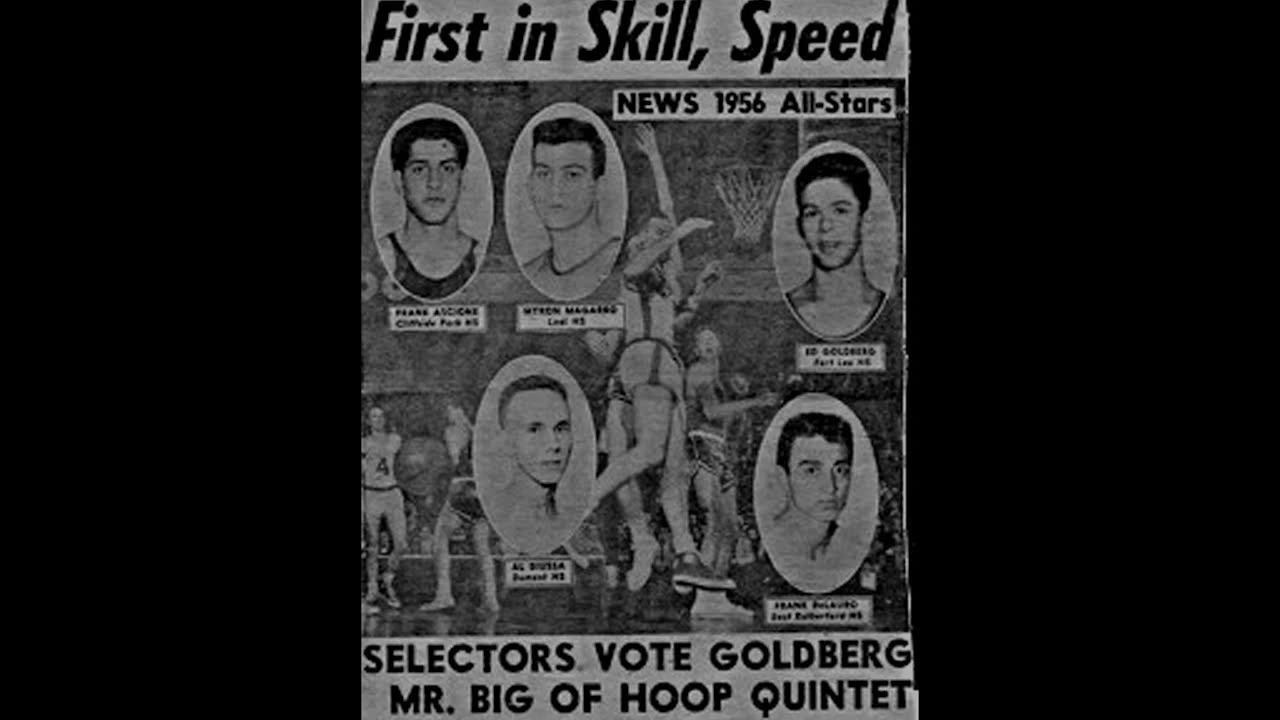 First in Skill, Speed
NEWS 1956 All-Stars
FRANK ASCIONE
Cliffside Park HS
MYRON MAGARRO
Lodi HS
ED GOLDBERG
Fort Lee HS
4
AL
Dumont HS
FRANK DeLAURO
East Rutherford HS
SELECTORS VOTE GOLDBERG
MR. BIG OF HOOP QUINTET